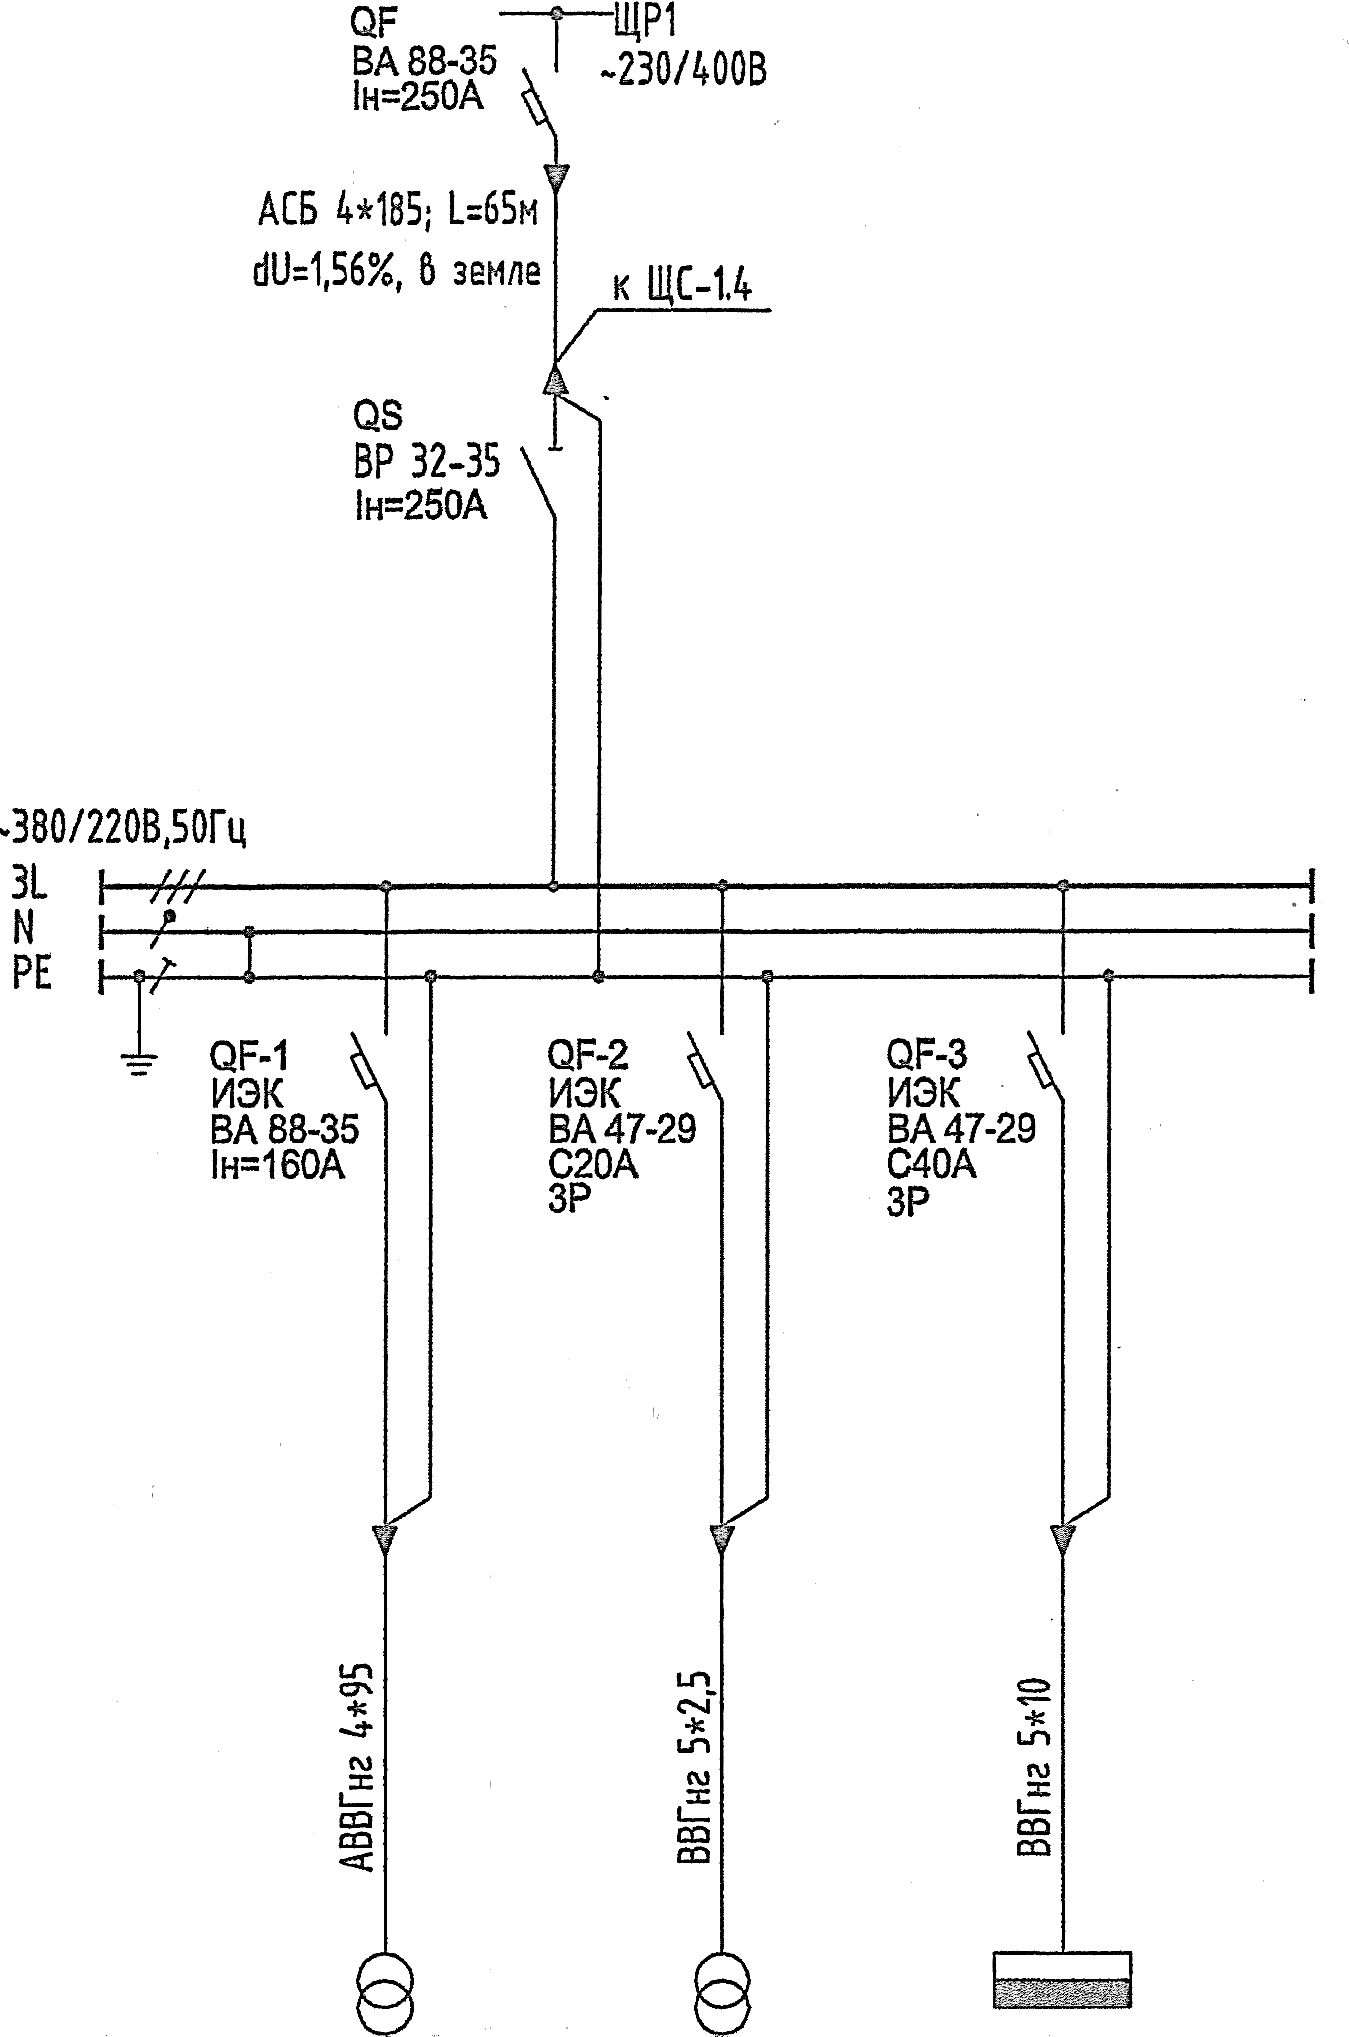 QF
ВА 88-35
Iн=250А
ЩР1
~230/400В
АСБ 4*185; L=65м
dU=1,56%, в земле
к ЩС-1.4
QS
ВР 32-35
Iн=250А
~380/220В,50Гц
3L
N
PE
QF-1
ИЭК
ВА 88-35
Iн=160А
QF-2
ИЭК
ВА 47-29
С20А
3P
QF-3
ИЭК
ВА 47-29
С40А
3P
АВВГнг 4*95
ВВГнг 5*2,5
ВВГнг 5*10